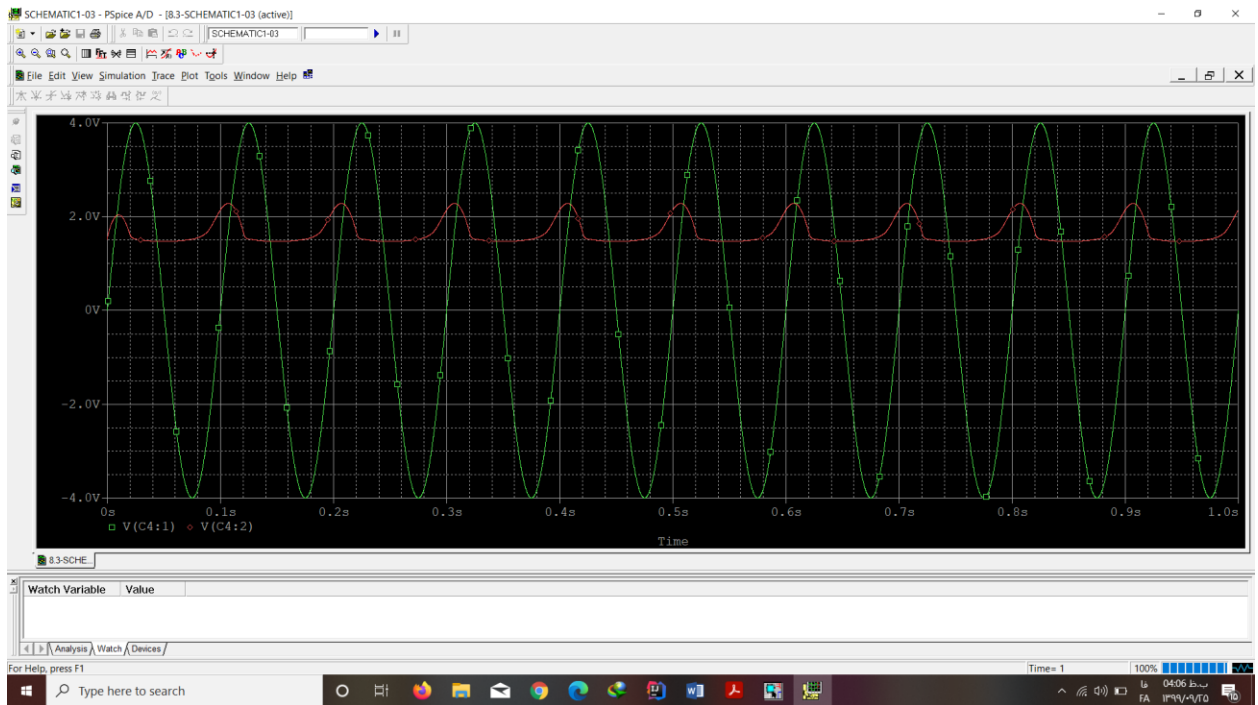 SCHEMATIC1-03 - PSpice A/D - [8.3-SCHEMATIC1-03 (active)]
SCHEMATIC1-03
File Edit View Simulation Trace Plot Tools Window Help
4.0V
2.0V
0V
-2.0V
-4.0V
0s 0.1s 0.2s 0.3s 0.4s 0.5s 0.6s 0.7s 0.8s 0.9s 1.0s
V(C4:1) V(C4:2)
Time
8.3-SCHE...
Watch Variable Value
Analysis Watch Devices
For Help, press F1 Time= 1 100%
Type here to search
فا
FA
04:06 ب.ظ
۱۳۹۹/۰۹/۲۵